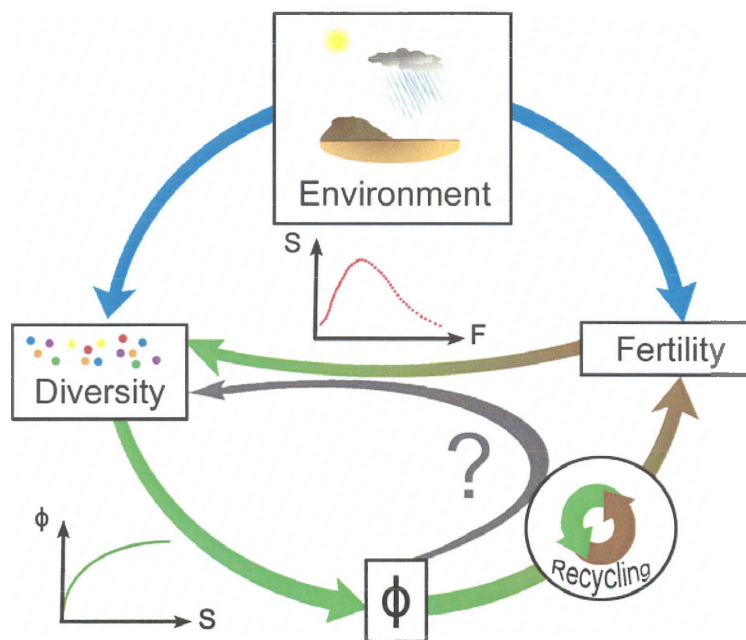 Environment
S
F
Fertility
Diversity
?
ϕ
S
ϕ
Recycling